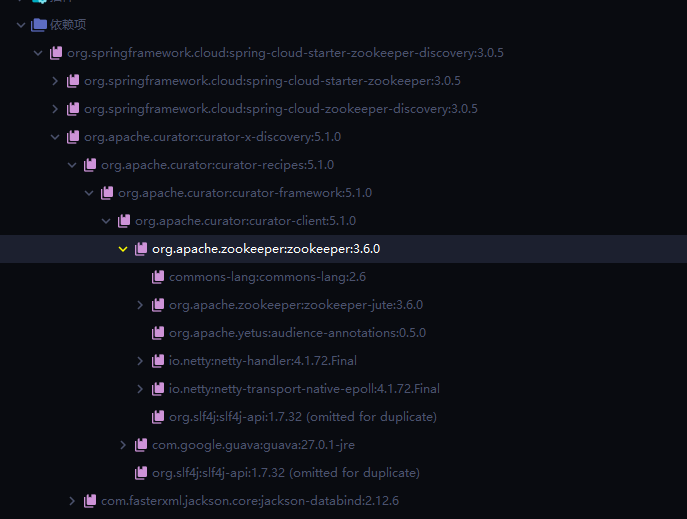 依赖项
org.springframework.cloud:spring-cloud-starter-zookeeper-discovery:3.0.5
org.springframework.cloud:spring-cloud-starter-zookeeper:3.0.5
org.springframework.cloud:spring-cloud-zookeeper-discovery:3.0.5
org.apache.curator:curator-x-discovery:5.1.0
org.apache.curator:curator-recipes:5.1.0
org.apache.curator:curator-framework:5.1.0
org.apache.curator:curator-client:5.1.0
org.apache.zookeeper:zookeeper:3.6.0
commons-lang:commons-lang:2.6
org.apache.zookeeper:zookeeper-jute:3.6.0
org.apache.yetus:audience-annotations:0.5.0
io.netty:netty-handler:4.1.72.Final
io.netty:netty-transport-native-epoll:4.1.72.Final
org.slf4j:slf4j-api:1.7.32 (omitted for duplicate)
com.google.guava:guava:27.0.1-jre
org.slf4j:slf4j-api:1.7.32 (omitted for duplicate)
com.fasterxml.jackson.core:jackson-databind:2.12.6